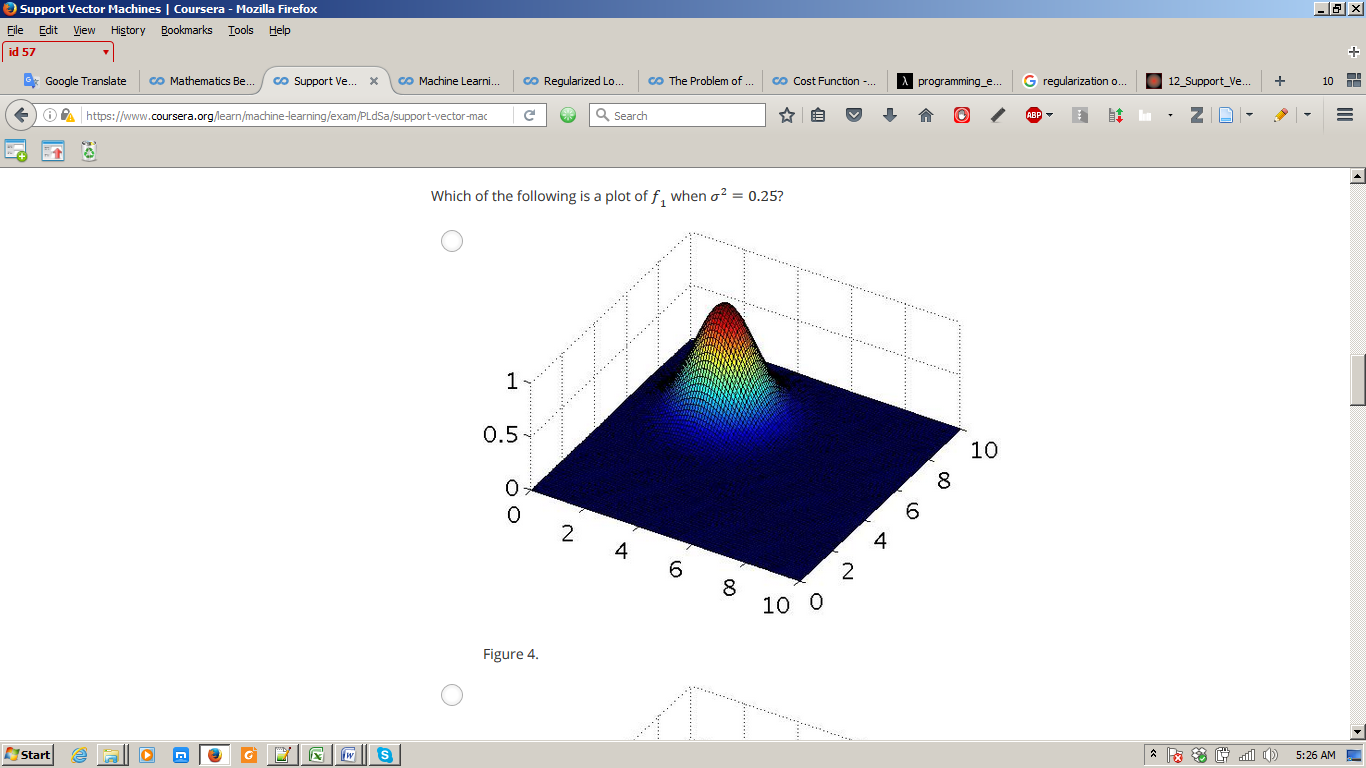 Support Vector Machines | Coursera - Mozilla Firefox
File Edit View History Bookmarks Tools Help
id 57
Google Translate Mathematics Be... Support Ve... Machine Learni... Regularized Lo... The Problem of ... Cost Function -... programming_e... regularization o... 12_Support_Ve... 10
https://www.coursera.org/learn/machine-learning/exam/PLdSa/support-vector-mac Search ABP
Which of the following is a plot of f₁ when σ² = 0.25?
1
0.5
0
0
2
4
6
8
10
0
2
4
6
8
10
Figure 4.
Start 5:26 AM